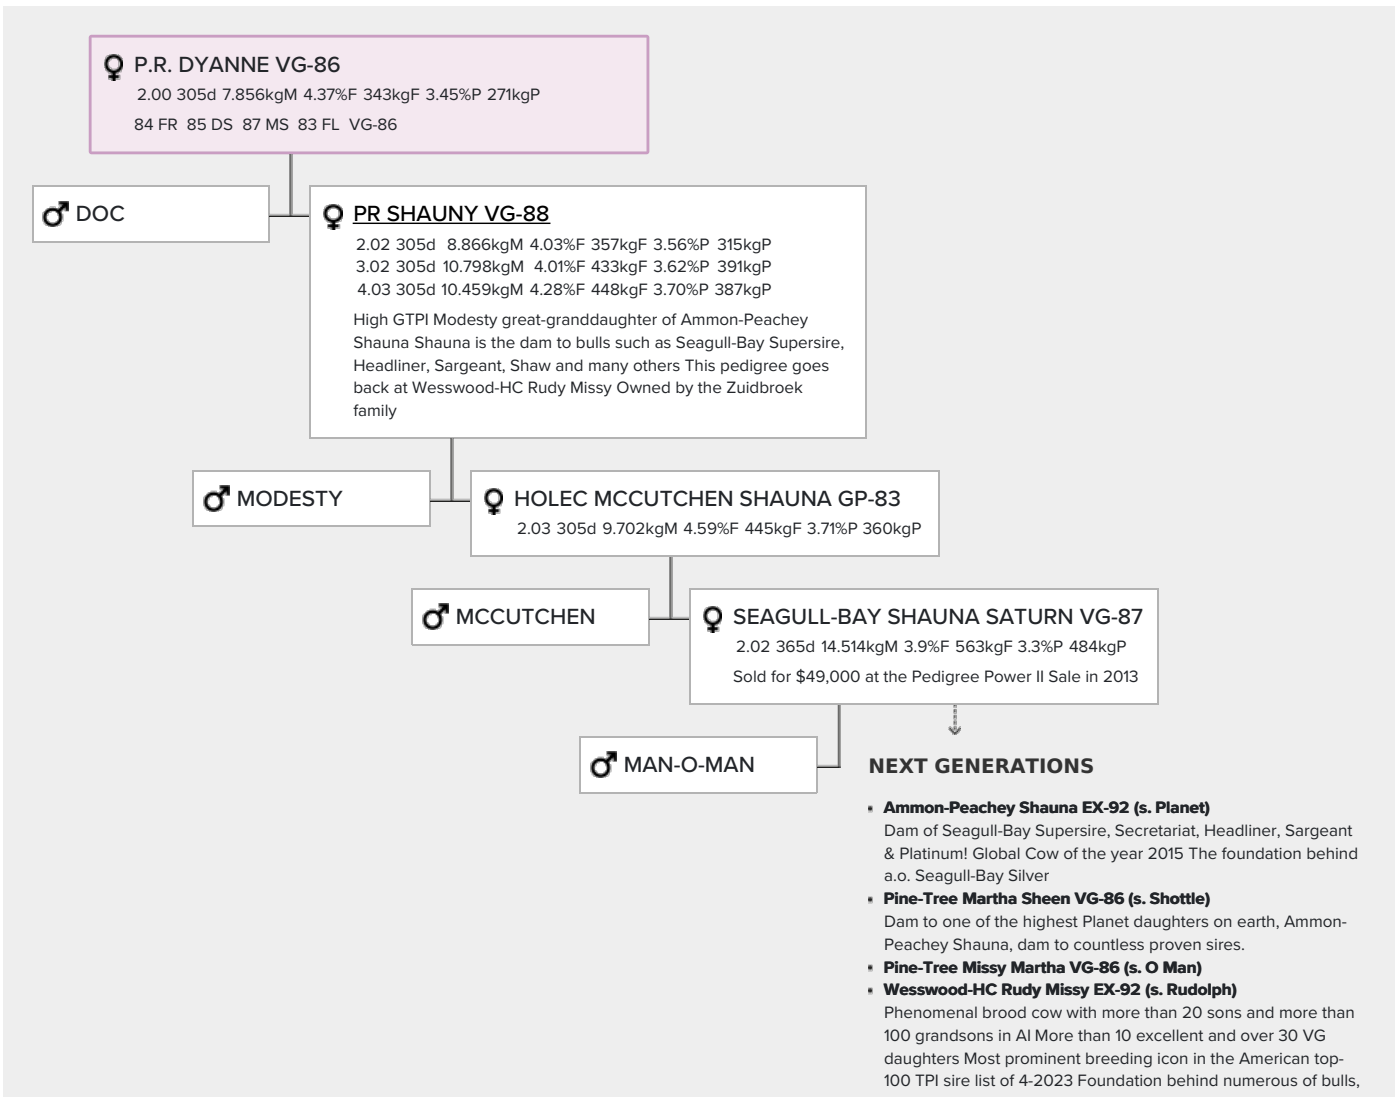 P.R. DYANNE VG-86
2.00 305d 7.856kgM 4.37%F 343kgF 3.45%P 271kgP
84 FR 85 DS 87 MS 83 FL VG-86
DOC
PR SHAUNY VG-88
2.02 305d 8.866kgM 4.03%F 357kgF 3.56%P 315kgP
3.02 305d 10.798kgM 4.01%F 433kgF 3.62%P 391kgP
4.03 305d 10.459kgM 4.28%F 448kgF 3.70%P 387kgP
High GTPI Modesty great-granddaughter of Ammon-Peachey
Shauna Shauna is the dam to bulls such as Seagull-Bay Supersire,
Headliner, Sargeant, Shaw and many others This pedigree goes
back at Wesswood-HC Rudy Missy Owned by the Zuidbroek
family
MODESTY
HOLEC MCCUTCHEN SHAUNA GP-83
2.03 305d 9.702kgM 4.59%F 445kgF 3.71%P 360kgP
MCCUTCHEN
SEAGULL-BAY SHAUNA SATURN VG-87
2.02 365d 14.514kgM 3.9%F 563kgF 3.3%P 484kgP
Sold for $49,000 at the Pedigree Power II Sale in 2013
MAN-O-MAN
NEXT GENERATIONS
Ammon-Peachey Shauna EX-92 (s. Planet)
Dam of Seagull-Bay Supersire, Secretariat, Headliner, Sargeant
& Platinum! Global Cow of the year 2015 The foundation behind
a.o. Seagull-Bay Silver
Pine-Tree Martha Sheen VG-86 (s. Shottle)
Dam to one of the highest Planet daughters on earth, Ammon-
Peachey Shauna, dam to countless proven sires.
Pine-Tree Missy Martha VG-86 (s. O Man)
Wesswood-HC Rudy Missy EX-92 (s. Rudolph)
Phenomenal brood cow with more than 20 sons and more than
100 grandsons in AI More than 10 excellent and over 30 VG
daughters Most prominent breeding icon in the American top-
100 TPI sire list of 4-2023 Foundation behind numerous of bulls,